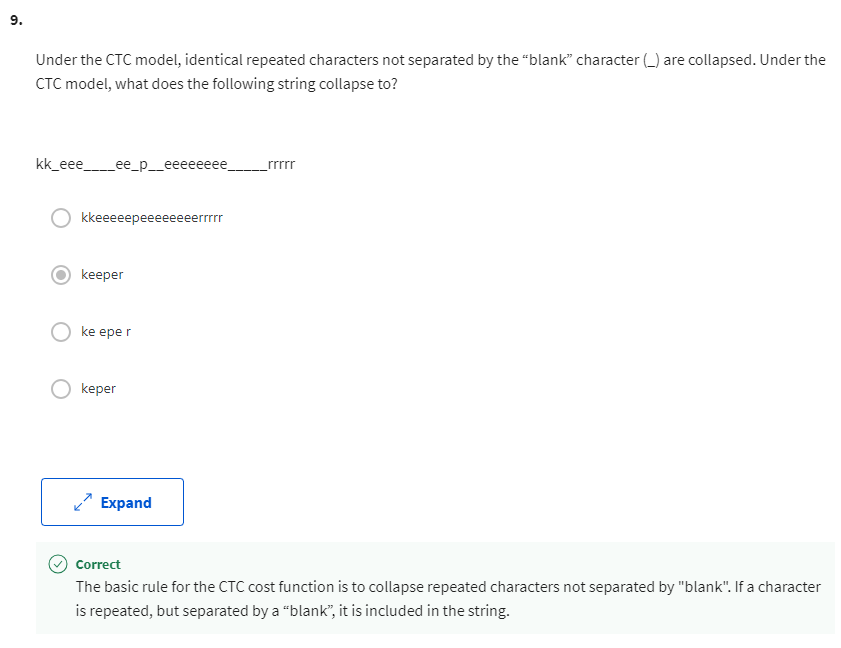 9.
Under the CTC model, identical repeated characters not separated by the “blank” character (_) are collapsed. Under the
CTC model, what does the following string collapse to?
kk_eee____ee_p__eeeeeeee_____rrrrr
kkeeeeepeeeeeeeerrrrr
keeper
ke epe r
keper
Expand
Correct
The basic rule for the CTC cost function is to collapse repeated characters not separated by "blank". If a character
is repeated, but separated by a “blank”, it is included in the string.